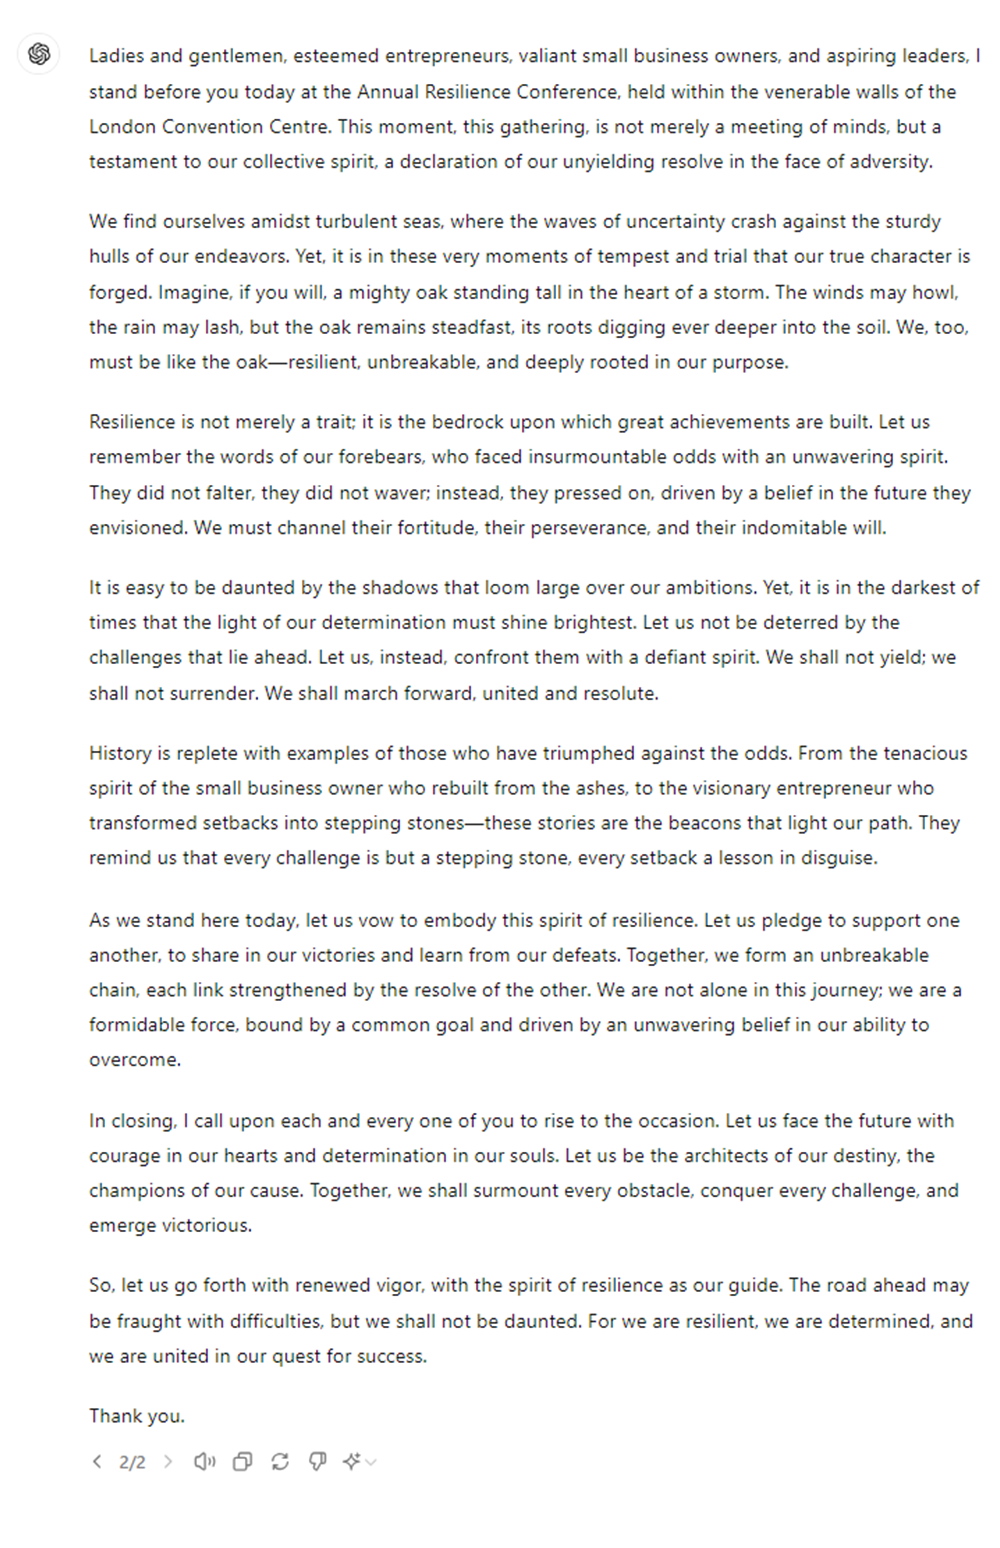 Ladies and gentlemen, esteemed entrepreneurs, valiant small business owners, and aspiring leaders, I
stand before you today at the Annual Resilience Conference, held within the venerable walls of the
London Convention Centre. This moment, this gathering, is not merely a meeting of minds, but a
testament to our collective spirit, a declaration of our unyielding resolve in the face of adversity.
We find ourselves amidst turbulent seas, where the waves of uncertainty crash against the sturdy
hulls of our endeavors. Yet, it is in these very moments of tempest and trial that our true character is
forged. Imagine, if you will, a mighty oak standing tall in the heart of a storm. The winds may howl,
the rain may lash, but the oak remains steadfast, its roots digging ever deeper into the soil. We, too,
must be like the oak—resilient, unbreakable, and deeply rooted in our purpose.
Resilience is not merely a trait; it is the bedrock upon which great achievements are built. Let us
remember the words of our forebears, who faced insurmountable odds with an unwavering spirit.
They did not falter, they did not waver; instead, they pressed on, driven by a belief in the future they
envisioned. We must channel their fortitude, their perseverance, and their indomitable will.
It is easy to be daunted by the shadows that loom large over our ambitions. Yet, it is in the darkest of
times that the light of our determination must shine brightest. Let us not be deterred by the
challenges that lie ahead. Let us, instead, confront them with a defiant spirit. We shall not yield; we
shall not surrender. We shall march forward, united and resolute.
History is replete with examples of those who have triumphed against the odds. From the tenacious
spirit of the small business owner who rebuilt from the ashes, to the visionary entrepreneur who
transformed setbacks into stepping stones—these stories are the beacons that light our path. They
remind us that every challenge is but a stepping stone, every setback a lesson in disguise.
As we stand here today, let us vow to embody this spirit of resilience. Let us pledge to support one
another, to share in our victories and learn from our defeats. Together, we form an unbreakable
chain, each link strengthened by the resolve of the other. We are not alone in this journey; we are a
formidable force, bound by a common goal and driven by an unwavering belief in our ability to
overcome.
In closing, I call upon each and every one of you to rise to the occasion. Let us face the future with
courage in our hearts and determination in our souls. Let us be the architects of our destiny, the
champions of our cause. Together, we shall surmount every obstacle, conquer every challenge, and
emerge victorious.
So, let us go forth with renewed vigor, with the spirit of resilience as our guide. The road ahead may
be fraught with difficulties, but we shall not be daunted. For we are resilient, we are determined, and
we are united in our quest for success.
Thank you.
2/2